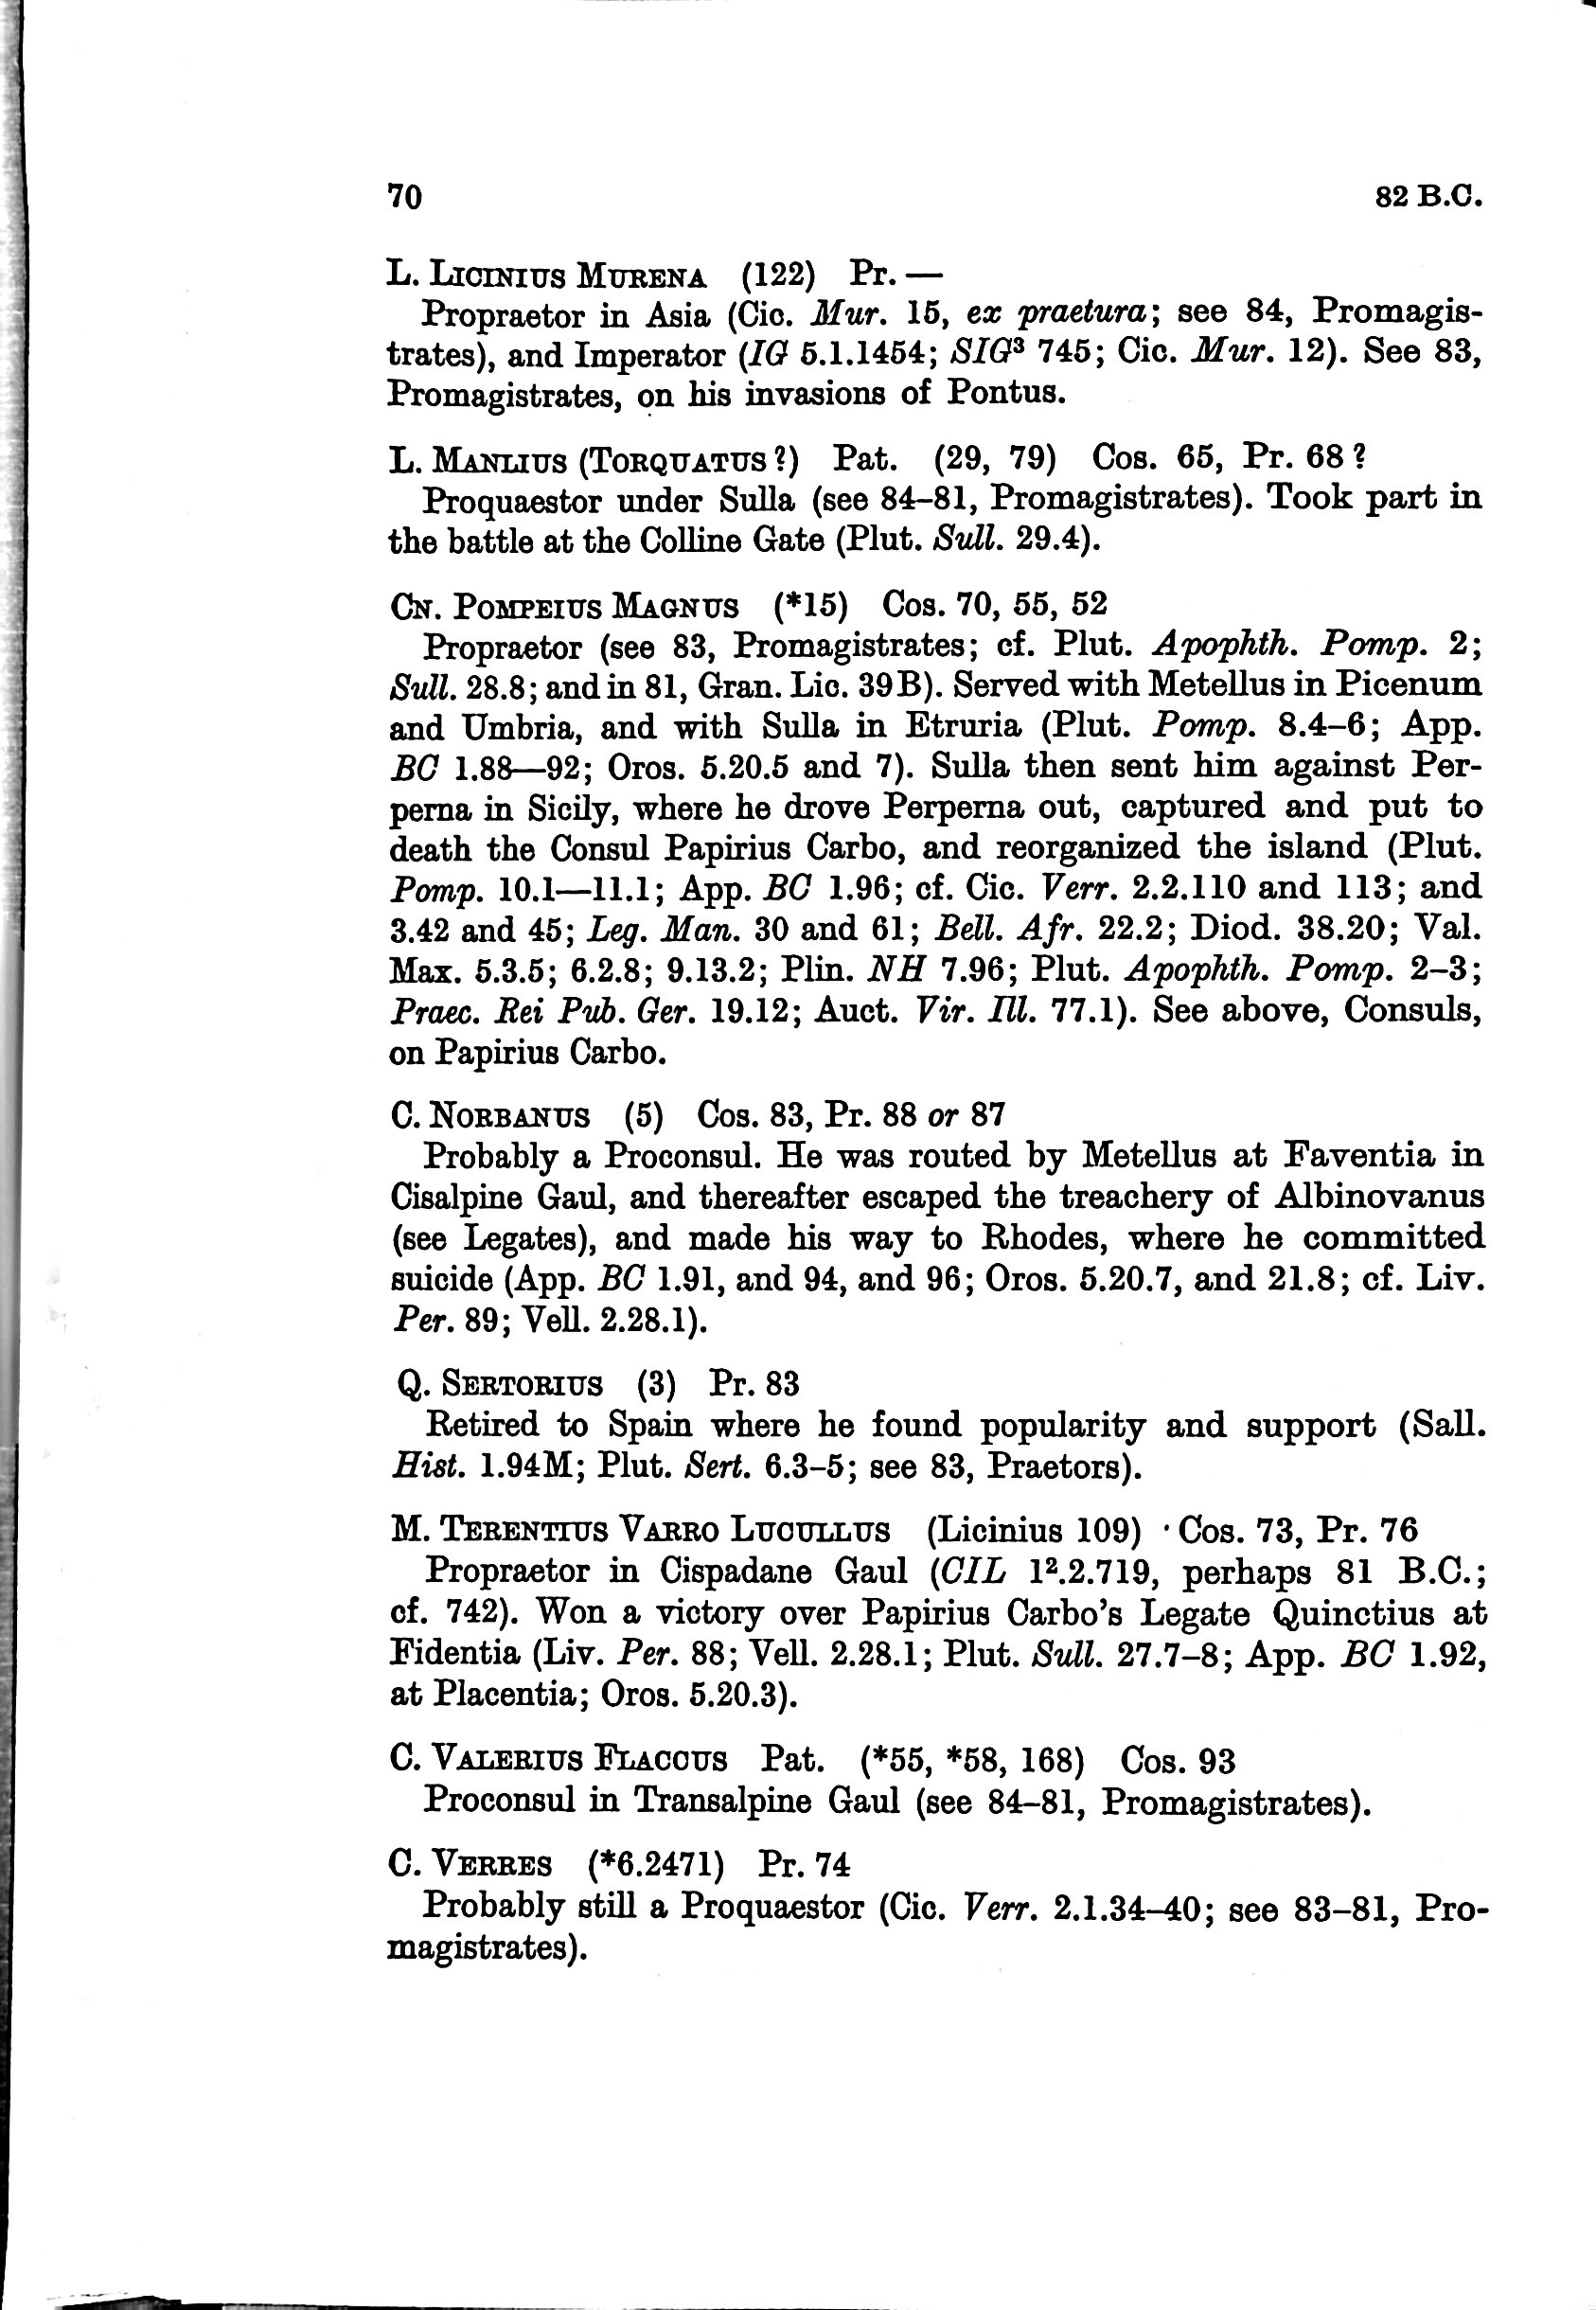 70 82 B.C.
L. LICINIUS MURENA (122) Pr. —
Propraetor in Asia (Cic. Mur. 15, ex praetura; see 84, Promagis-
trates), and Imperator (IG 5.1.1454; SIG³ 745; Cic. Mur. 12). See 83,
Promagistrates, on his invasions of Pontus.
L. MANLIUS (TORQUATUS?) Pat. (29, 79) Cos. 65, Pr. 68?
Proquaestor under Sulla (see 84–81, Promagistrates). Took part in
the battle at the Colline Gate (Plut. Sull. 29.4).
CN. POMPEIUS MAGNUS (*15) Cos. 70, 55, 52
Propraetor (see 83, Promagistrates; cf. Plut. Apophth. Pomp. 2;
Sull. 28.8; and in 81, Gran. Lic. 39B). Served with Metellus in Picenum
and Umbria, and with Sulla in Etruria (Plut. Pomp. 8.4–6; App.
BC 1.88—92; Oros. 5.20.5 and 7). Sulla then sent him against Per-
perna in Sicily, where he drove Perperna out, captured and put to
death the Consul Papirius Carbo, and reorganized the island (Plut.
Pomp. 10.1—11.1; App. BC 1.96; cf. Cic. Verr. 2.2.110 and 113; and
3.42 and 45; Leg. Man. 30 and 61; Bell. Afr. 22.2; Diod. 38.20; Val.
Max. 5.3.5; 6.2.8; 9.13.2; Plin. NH 7.96; Plut. Apophth. Pomp. 2–3;
Praec. Rei Pub. Ger. 19.12; Auct. Vir. Ill. 77.1). See above, Consuls,
on Papirius Carbo.
C. NORBANUS (5) Cos. 83, Pr. 88 or 87
Probably a Proconsul. He was routed by Metellus at Faventia in
Cisalpine Gaul, and thereafter escaped the treachery of Albinovanus
(see Legates), and made his way to Rhodes, where he committed
suicide (App. BC 1.91, and 94, and 96; Oros. 5.20.7, and 21.8; cf. Liv.
Per. 89; Vell. 2.28.1).
Q. SERTORIUS (3) Pr. 83
Retired to Spain where he found popularity and support (Sall.
Hist. 1.94M; Plut. Sert. 6.3–5; see 83, Praetors).
M. TERENTIUS VARRO LUCULLUS (Licinius 109) Cos. 73, Pr. 76
Propraetor in Cispadane Gaul (CIL 1².2.719, perhaps 81 B.C.;
cf. 742). Won a victory over Papirius Carbo's Legate Quinctius at
Fidentia (Liv. Per. 88; Vell. 2.28.1; Plut. Sull. 27.7–8; App. BC 1.92,
at Placentia; Oros. 5.20.3).
C. VALERIUS FLACCUS Pat. (*55, *58, 168) Cos. 93
Proconsul in Transalpine Gaul (see 84–81, Promagistrates).
C. VERRES (*6.2471) Pr. 74
Probably still a Proquaestor (Cic. Verr. 2.1.34–40; see 83–81, Pro-
magistrates).